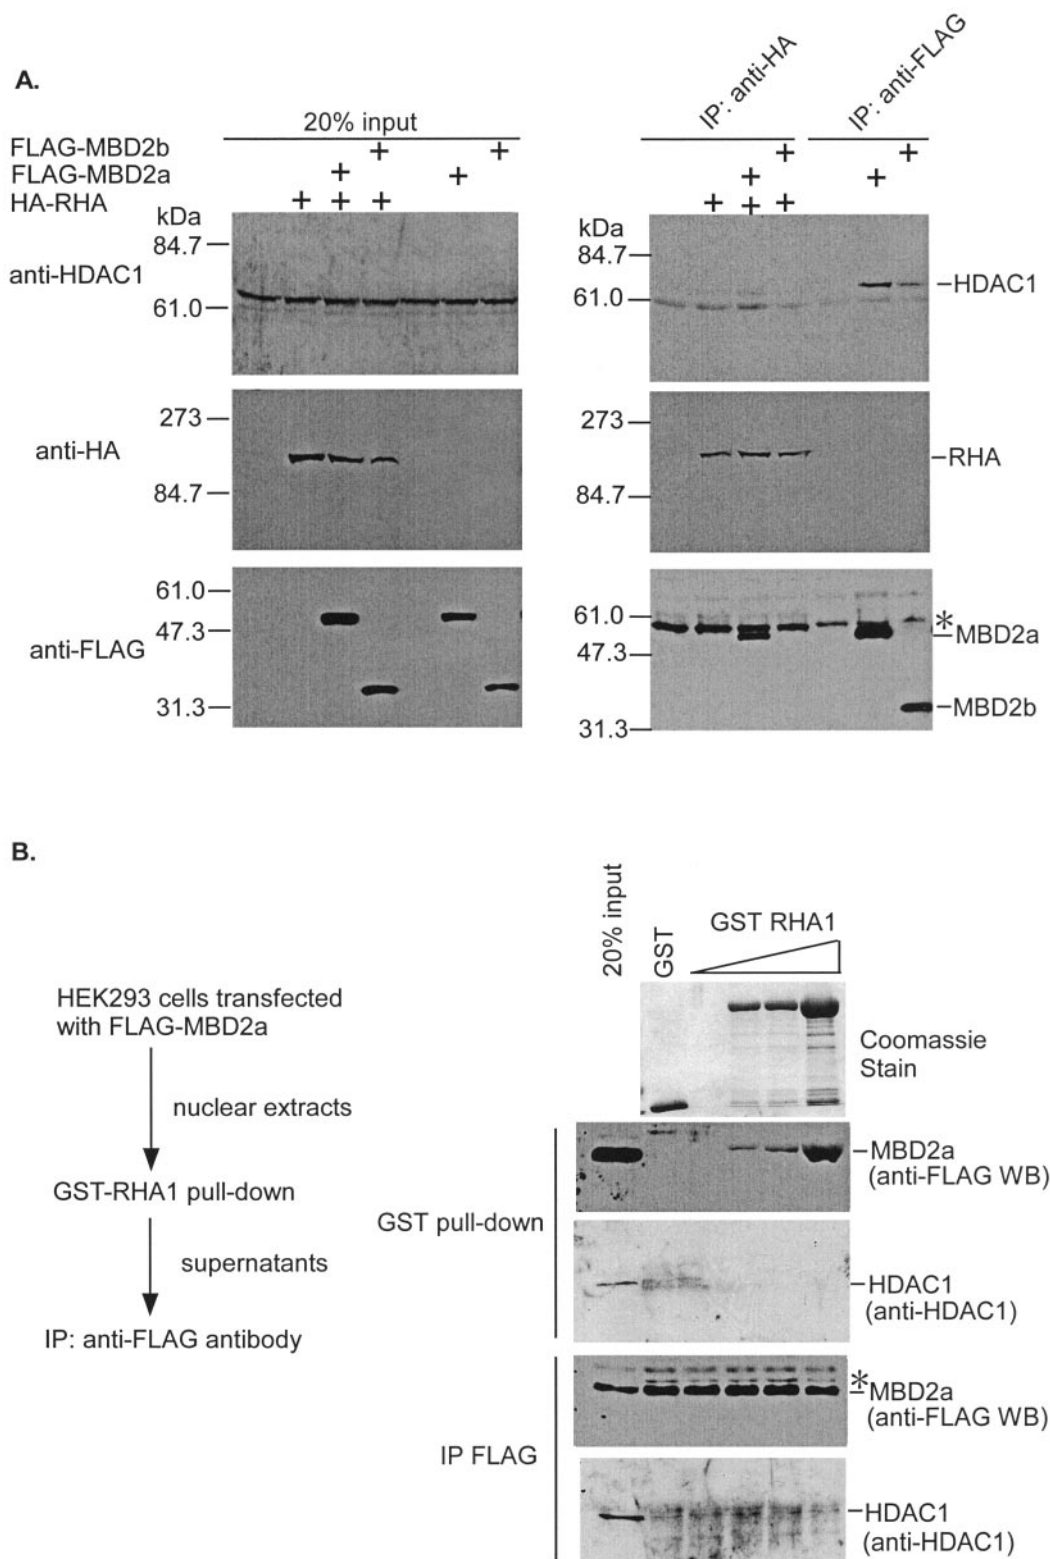 A.
20% input
FLAG-MBD2b + +
FLAG-MBD2a + +
HA-RHA + + +
kDa
84.7
anti-HDAC1
61.0
273
anti-HA
84.7
61.0
47.3
anti-FLAG
31.3
IP: anti-HA
IP: anti-FLAG
+ +
+ +
+ + +
kDa
84.7
61.0
HDAC1
273
RHA
84.7
61.0
*
MBD2a
47.3
MBD2b
31.3
B.
HEK293 cells transfected
with FLAG-MBD2a
nuclear extracts
GST-RHA1 pull-down
supernatants
IP: anti-FLAG antibody
20% input
GST
GST RHA1
Coomassie
Stain
GST pull-down
MBD2a
(anti-FLAG WB)
HDAC1
(anti-HDAC1)
IP FLAG
*
MBD2a
(anti-FLAG WB)
HDAC1
(anti-HDAC1)